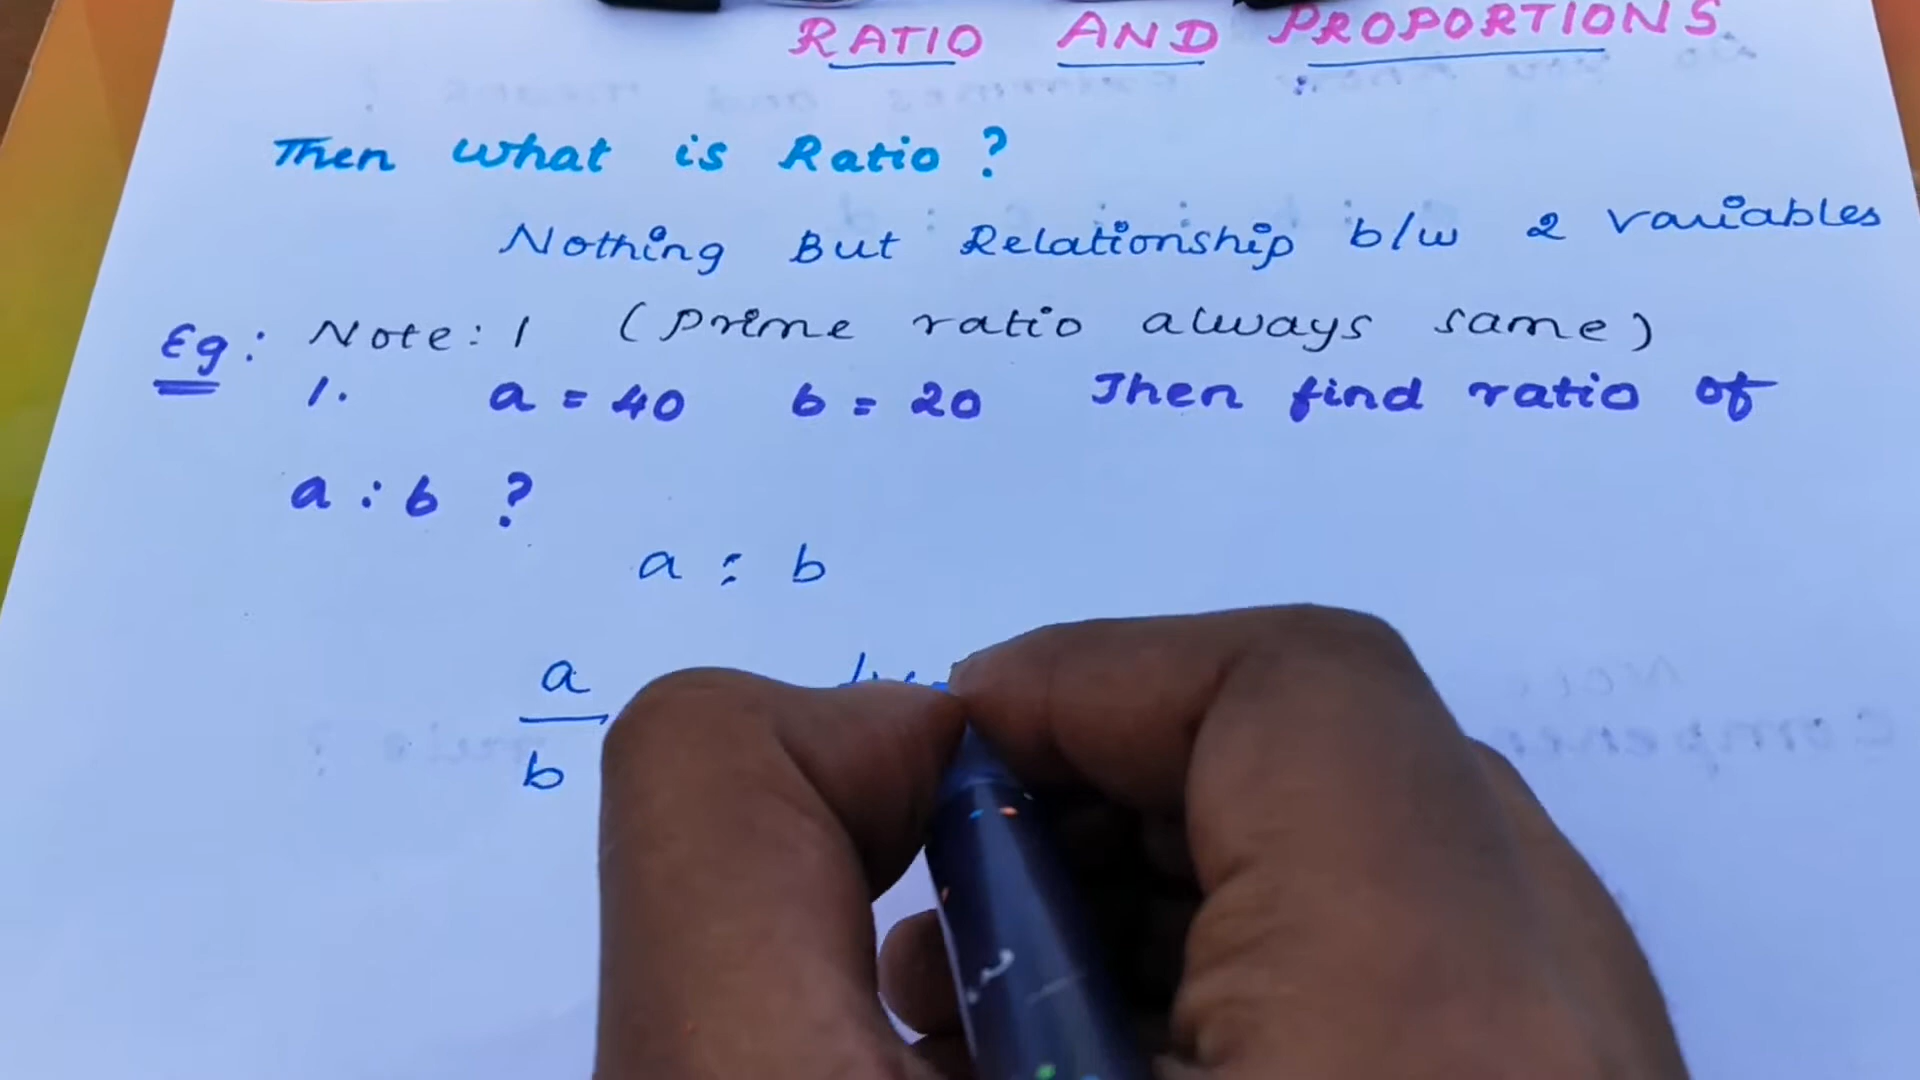 RATIO AND PROPORTIONS
Then What is Ratio ?
Nothing But Relationship b/w 2 variables
Eg: Note: 1 (prime ratio always same)
1. a = 40 b = 20 Then find ratio of
a : b ?
a : b
a
b